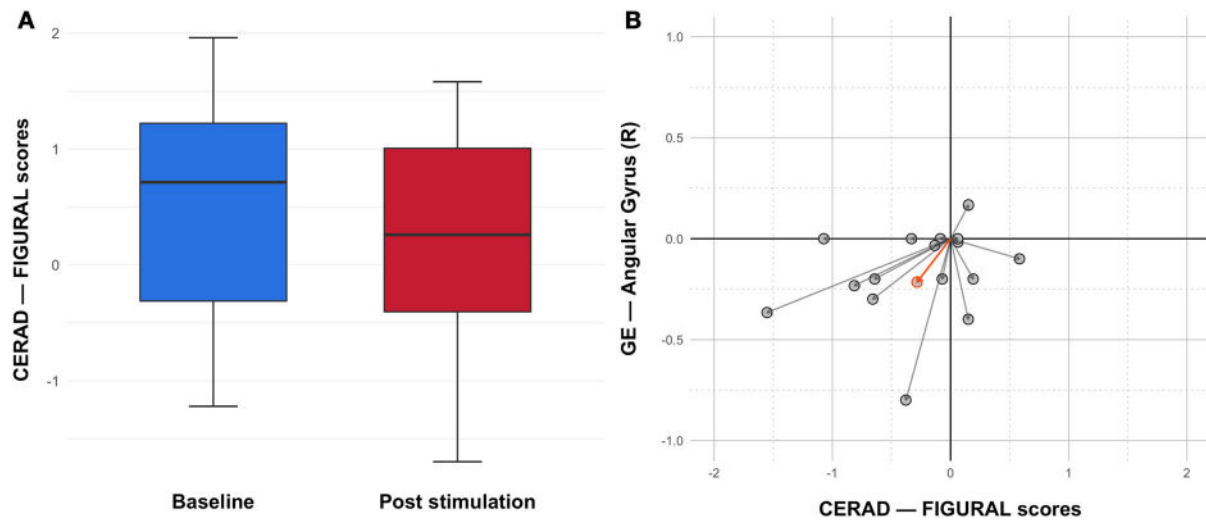 A
CERAD — FIGURAL scores
2
1
0
-1
Baseline
Post stimulation
B
GE — Angular Gyrus (R)
1.0
0.5
0.0
-0.5
-1.0
-2
-1
0
1
2
CERAD — FIGURAL scores